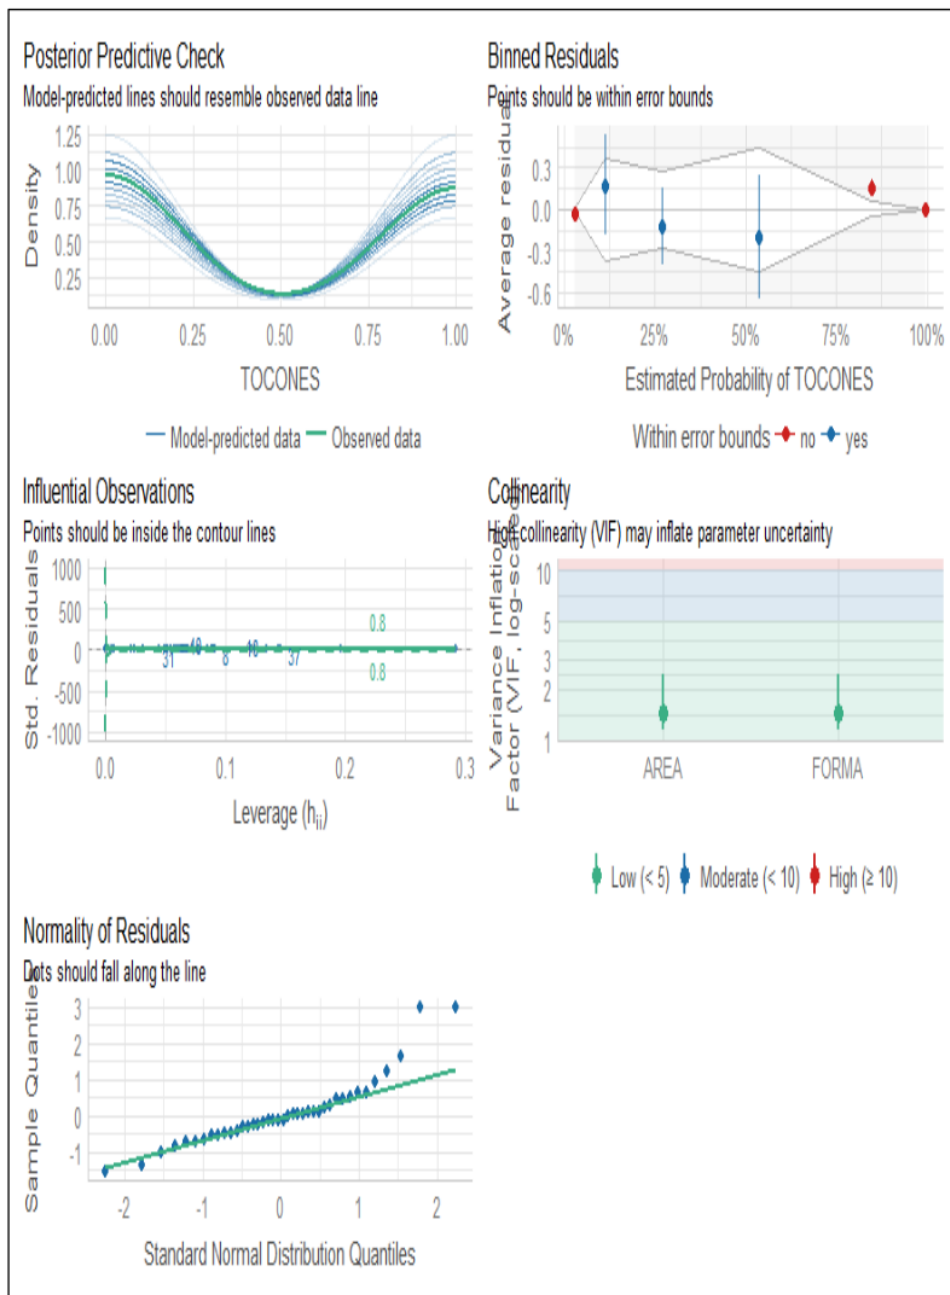 Posterior Predictive Check
Model-predicted lines should resemble observed data line
Density
1.25
1.00
0.75
0.50
0.25
0.00 0.25 0.50 0.75 1.00
TOCONES
Model-predicted data Observed data
Binned Residuals
Points should be within error bounds
Average residual
0.3
0.0
-0.3
-0.6
0% 25% 50% 75% 100%
Estimated Probability of TOCONES
Within error bounds no yes
Influential Observations
Points should be inside the contour lines
Std. Residuals
1000
500
0
-500
-1000
0.8
31 8 37
0.8
0.0 0.1 0.2 0.3
Leverage (hii)
Collinearity
High collinearity (VIF) may inflate parameter uncertainty
Variance Inflation
Factor (VIF, log-scaled)
10
5
3
2
1
AREA FORMA
Low (< 5) Moderate (< 10) High (≥ 10)
Normality of Residuals
Dots should fall along the line
Sample Quantiles
3
2
1
0
-1
-2 -1 0 1 2
Standard Normal Distribution Quantiles